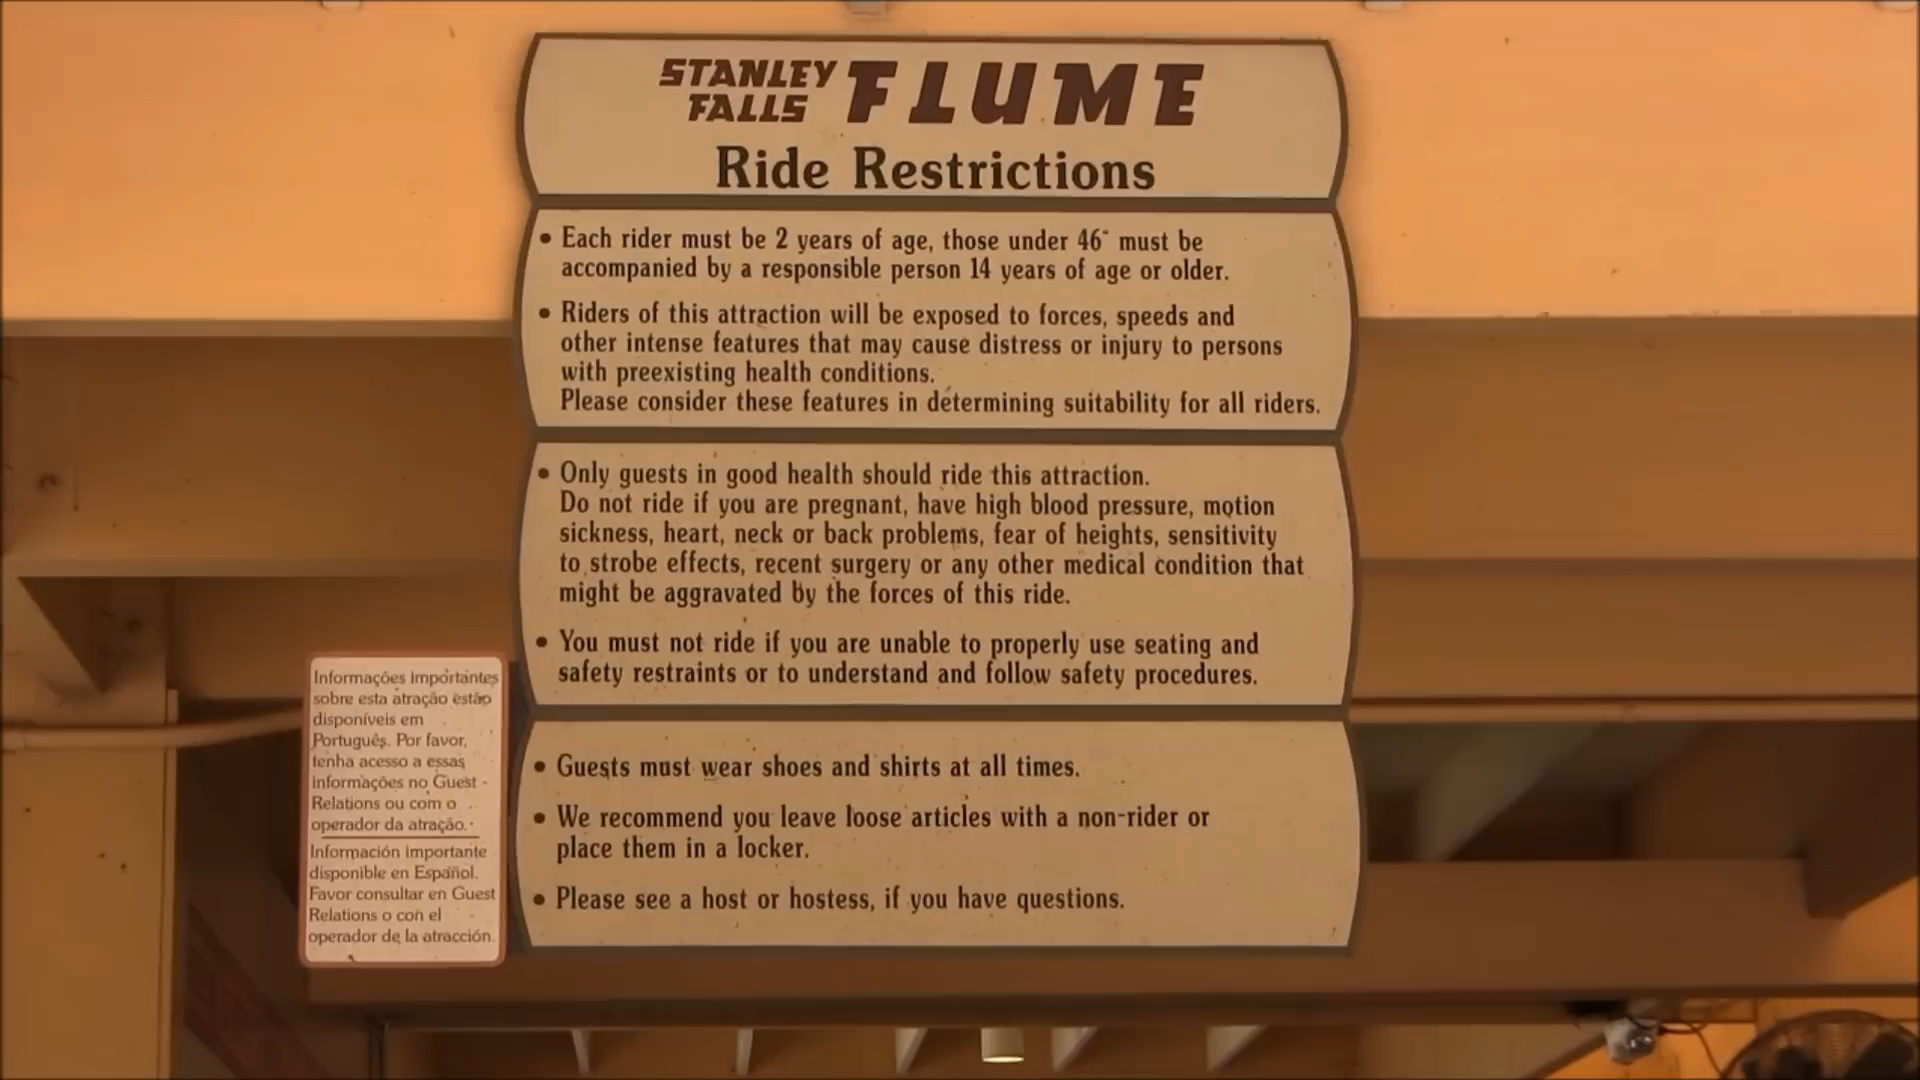 STANLEY
FALLS
FLUME
Ride Restrictions
• Each rider must be 2 years of age, those under 46" must be
accompanied by a responsible person 14 years of age or older.
• Riders of this attraction will be exposed to forces, speeds and
other intense features that may cause distress or injury to persons
with preexisting health conditions.
Please consider these features in determining suitability for all riders.
• Only guests in good health should ride this attraction.
Do not ride if you are pregnant, have high blood pressure, motion
sickness, heart, neck or back problems, fear of heights, sensitivity
to strobe effects, recent surgery or any other medical condition that
might be aggravated by the forces of this ride.
• You must not ride if you are unable to properly use seating and
safety restraints or to understand and follow safety procedures.
• Guests must wear shoes and shirts at all times.
• We recommend you leave loose articles with a non-rider or
place them in a locker.
• Please see a host or hostess, if you have questions.
Informações Importantes
sobre esta atração estão
disponíveis em
Português. Por favor,
tenha acesso a essas
informações no Guest
Relations ou com o
operador da atração.
Información importante
disponible en Español.
Favor consultar en Guest
Relations o con el
operador de la atracción.